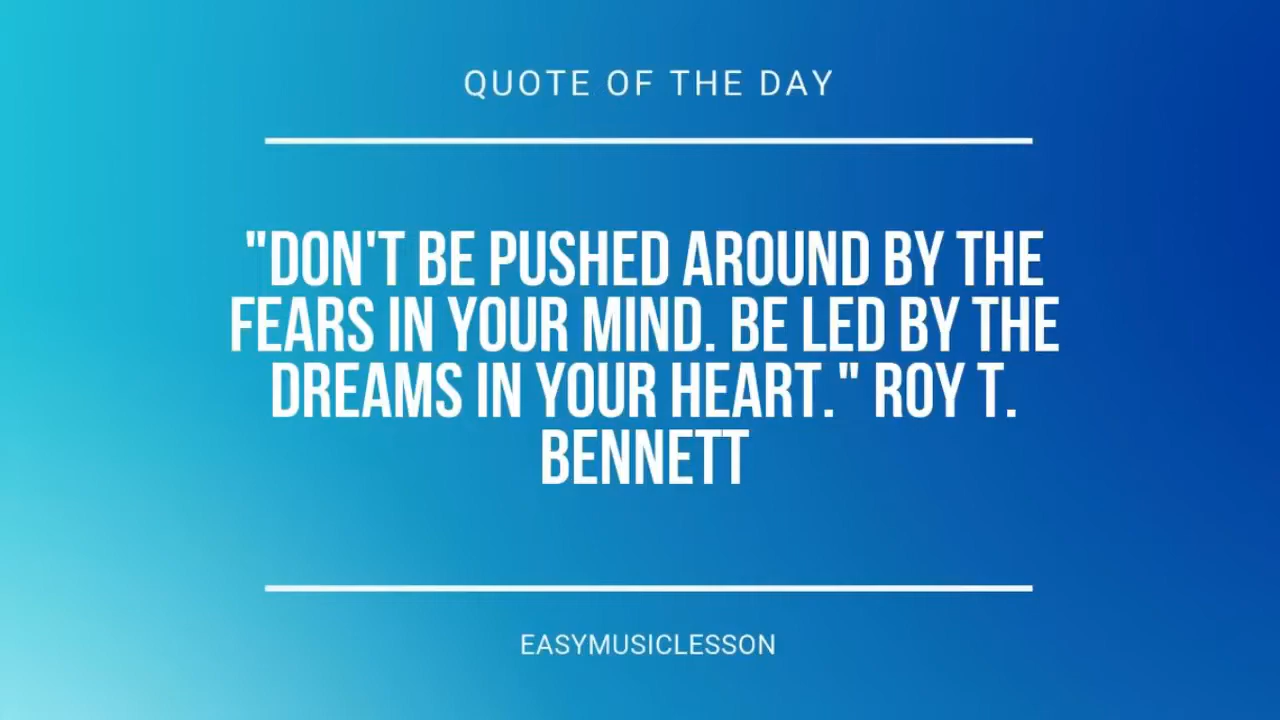 QUOTE OF THE DAY
"DON'T BE PUSHED AROUND BY THE
FEARS IN YOUR MIND. BE LED BY THE
DREAMS IN YOUR HEART." ROY T.
BENNETT
EASYMUSICLESSON